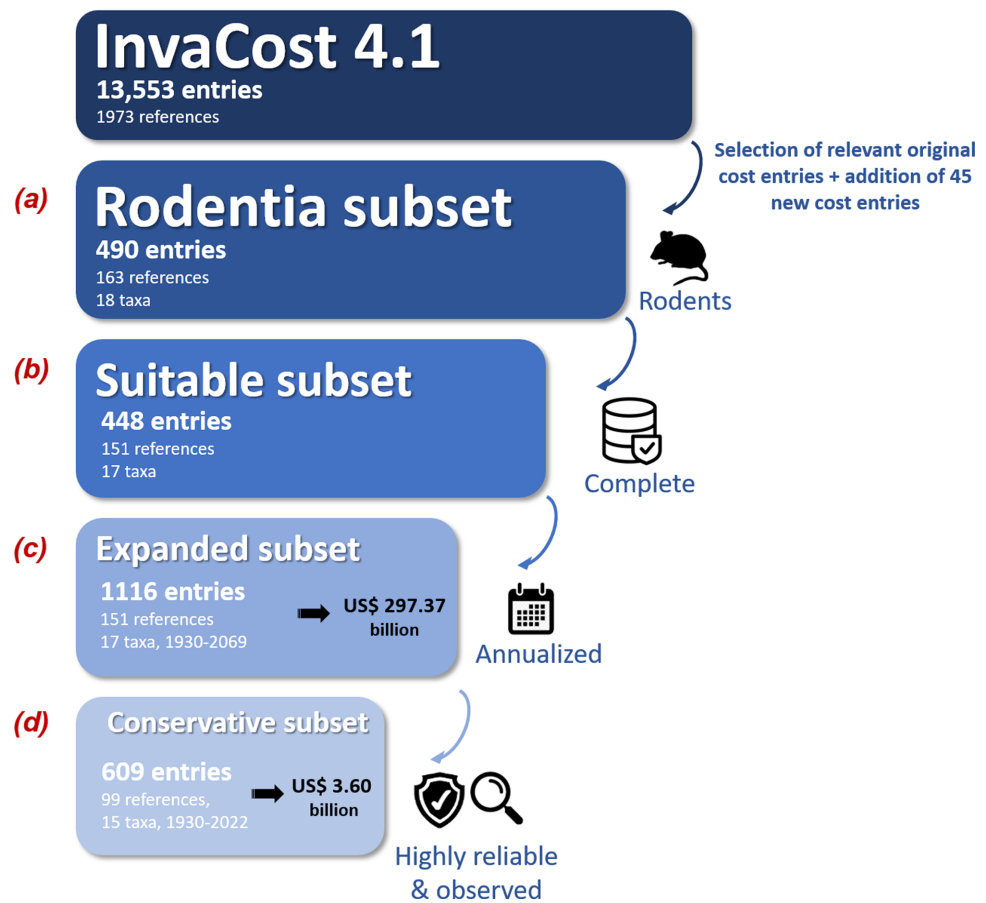 InvaCost 4.1
13,553 entries
1973 references
Selection of relevant original
cost entries + addition of 45
new cost entries
(a)
Rodentia subset
490 entries
163 references
18 taxa
Rodents
(b)
Suitable subset
448 entries
151 references
17 taxa
Complete
(c)
Expanded subset
1116 entries
151 references
17 taxa, 1930-2069
US$ 297.37
billion
Annualized
(d)
Conservative subset
609 entries
99 references,
15 taxa, 1930-2022
US$ 3.60
billion
Highly reliable
& observed